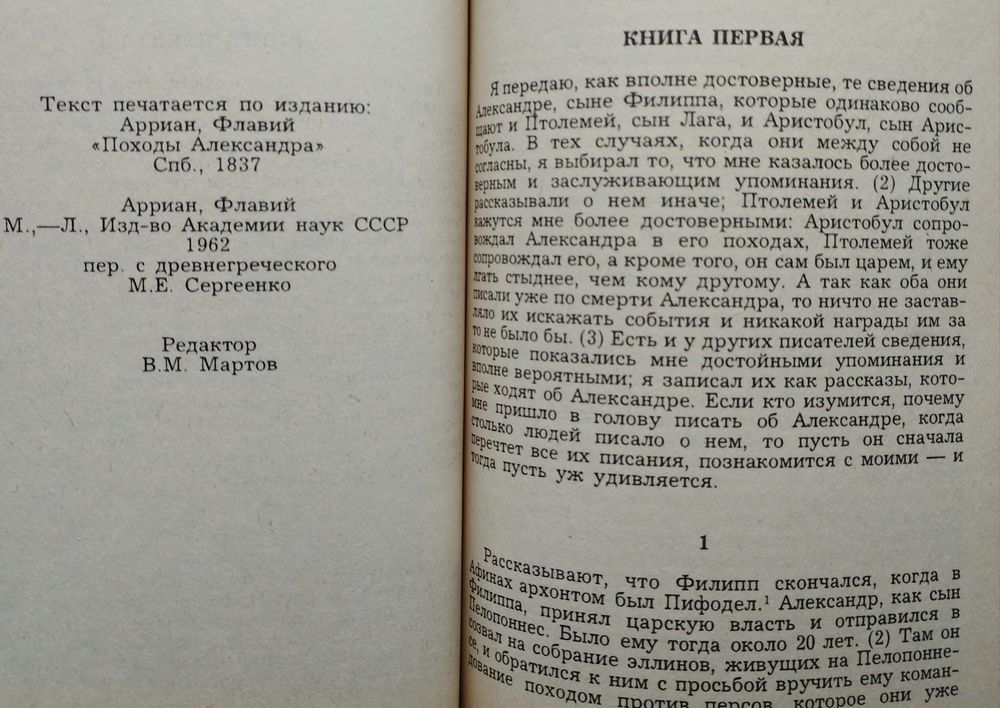 Текст печатается по изданию:
Арриан, Флавий
«Походы Александра»
Спб., 1837
Арриан, Флавий
М.,—Л., Изд-во Академии наук СССР
1962
пер. с древнегреческого
М.Е. Сергеенко
Редактор
В.М. Мартов
КНИГА ПЕРВАЯ
Я передаю, как вполне достоверные, те сведения об
Александре, сыне Филиппа, которые одинаково сооб-
щают и Птолемей, сын Лага, и Аристобул, сын Арис-
тобула. В тех случаях, когда они между собой не
согласны, я выбирал то, что мне казалось более досто-
верным и заслуживающим упоминания. (2) Другие
рассказывали о нем иначе; Птолемей и Аристобул
кажутся мне более достоверными: Аристобул сопро-
вождал Александра в его походах, Птолемей тоже
сопровождал его, а кроме того, он сам был царем, и ему
лгать стыднее, чем кому другому. А так как оба они
писали уже по смерти Александра, то ничто не застав-
ляло их искажать события и никакой награды им за
то не было бы. (3) Есть и у других писателей сведения,
которые показались мне достойными упоминания и
вполне вероятными; я записал их как рассказы, кото-
рые ходят об Александре. Если кто изумится, почему
мне пришло в голову писать об Александре, когда
столько людей писало о нем, то пусть он сначала
перечтет все их писания, познакомится с моими — и
тогда пусть уж удивляется.
1
Рассказывают, что Филипп скончался, когда в
Афинах архонтом был Пифодел.¹ Александр, как сын
Филиппа, принял царскую власть и отправился в
Пелопоннес. Было ему тогда около 20 лет. (2) Там он
созвал на собрание эллинов, живущих на Пелопонне-
се, и обратился к ним с просьбой вручить ему коман-
дование походом против персов, которое они уже